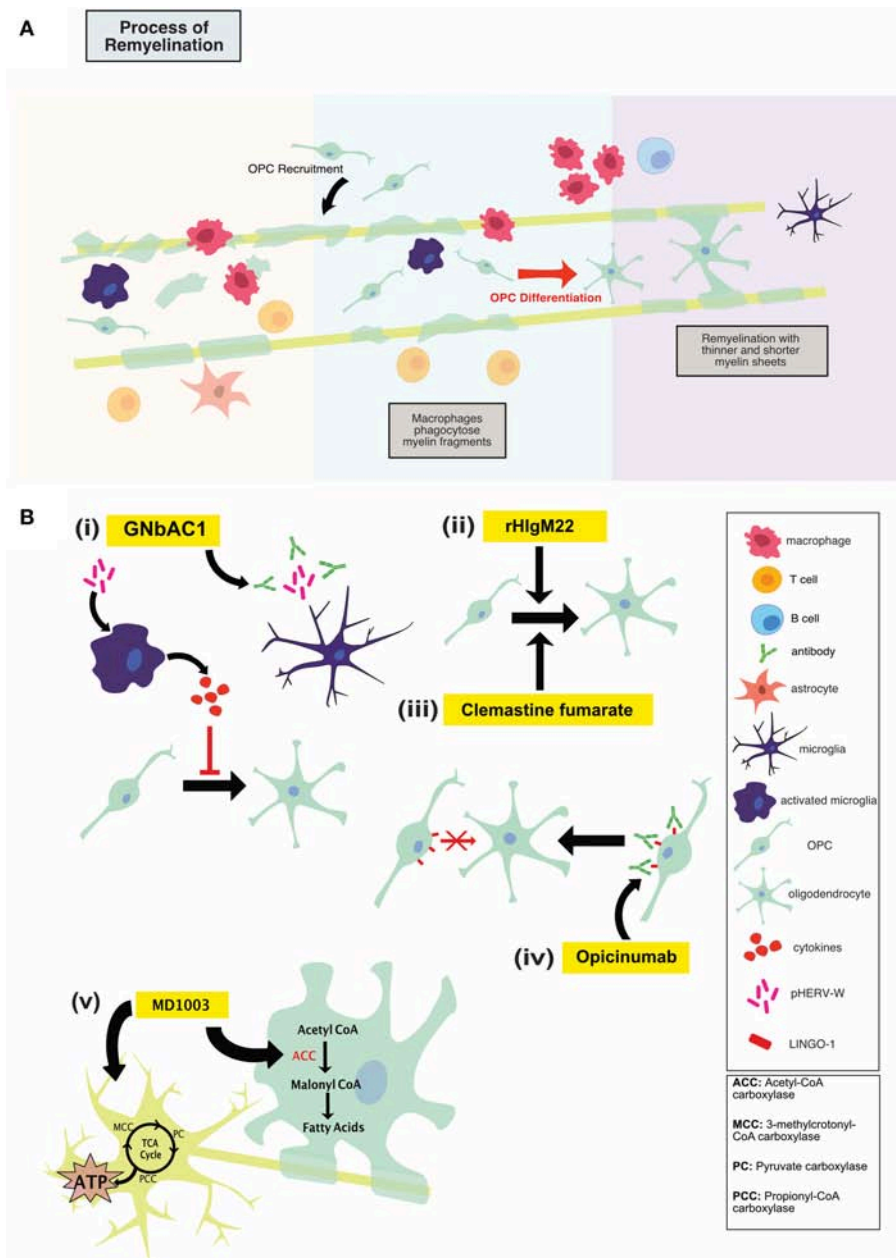 A
Process of
Remyelination
OPC Recruitment
OPC Differentiation
Remyelination with
thinner and shorter
myelin sheets
Macrophages
phagocytose
myelin fragments
B
(i)
GNbAC1
(ii)
rHIgM22
(iii)
Clemastine fumarate
(iv)
Opicinumab
(v)
MD1003
Acetyl CoA
ACC
Malonyl CoA
Fatty Acids
MCC
PC
TCA
Cycle
PCC
ATP
macrophage
T cell
B cell
antibody
astrocyte
microglia
activated microglia
OPC
oligodendrocyte
cytokines
pHERV-W
LINGO-1
ACC: Acetyl-CoA
carboxylase
MCC: 3-methylcrotonyl-
CoA carboxylase
PC: Pyruvate carboxylase
PCC: Propionyl-CoA
carboxylase